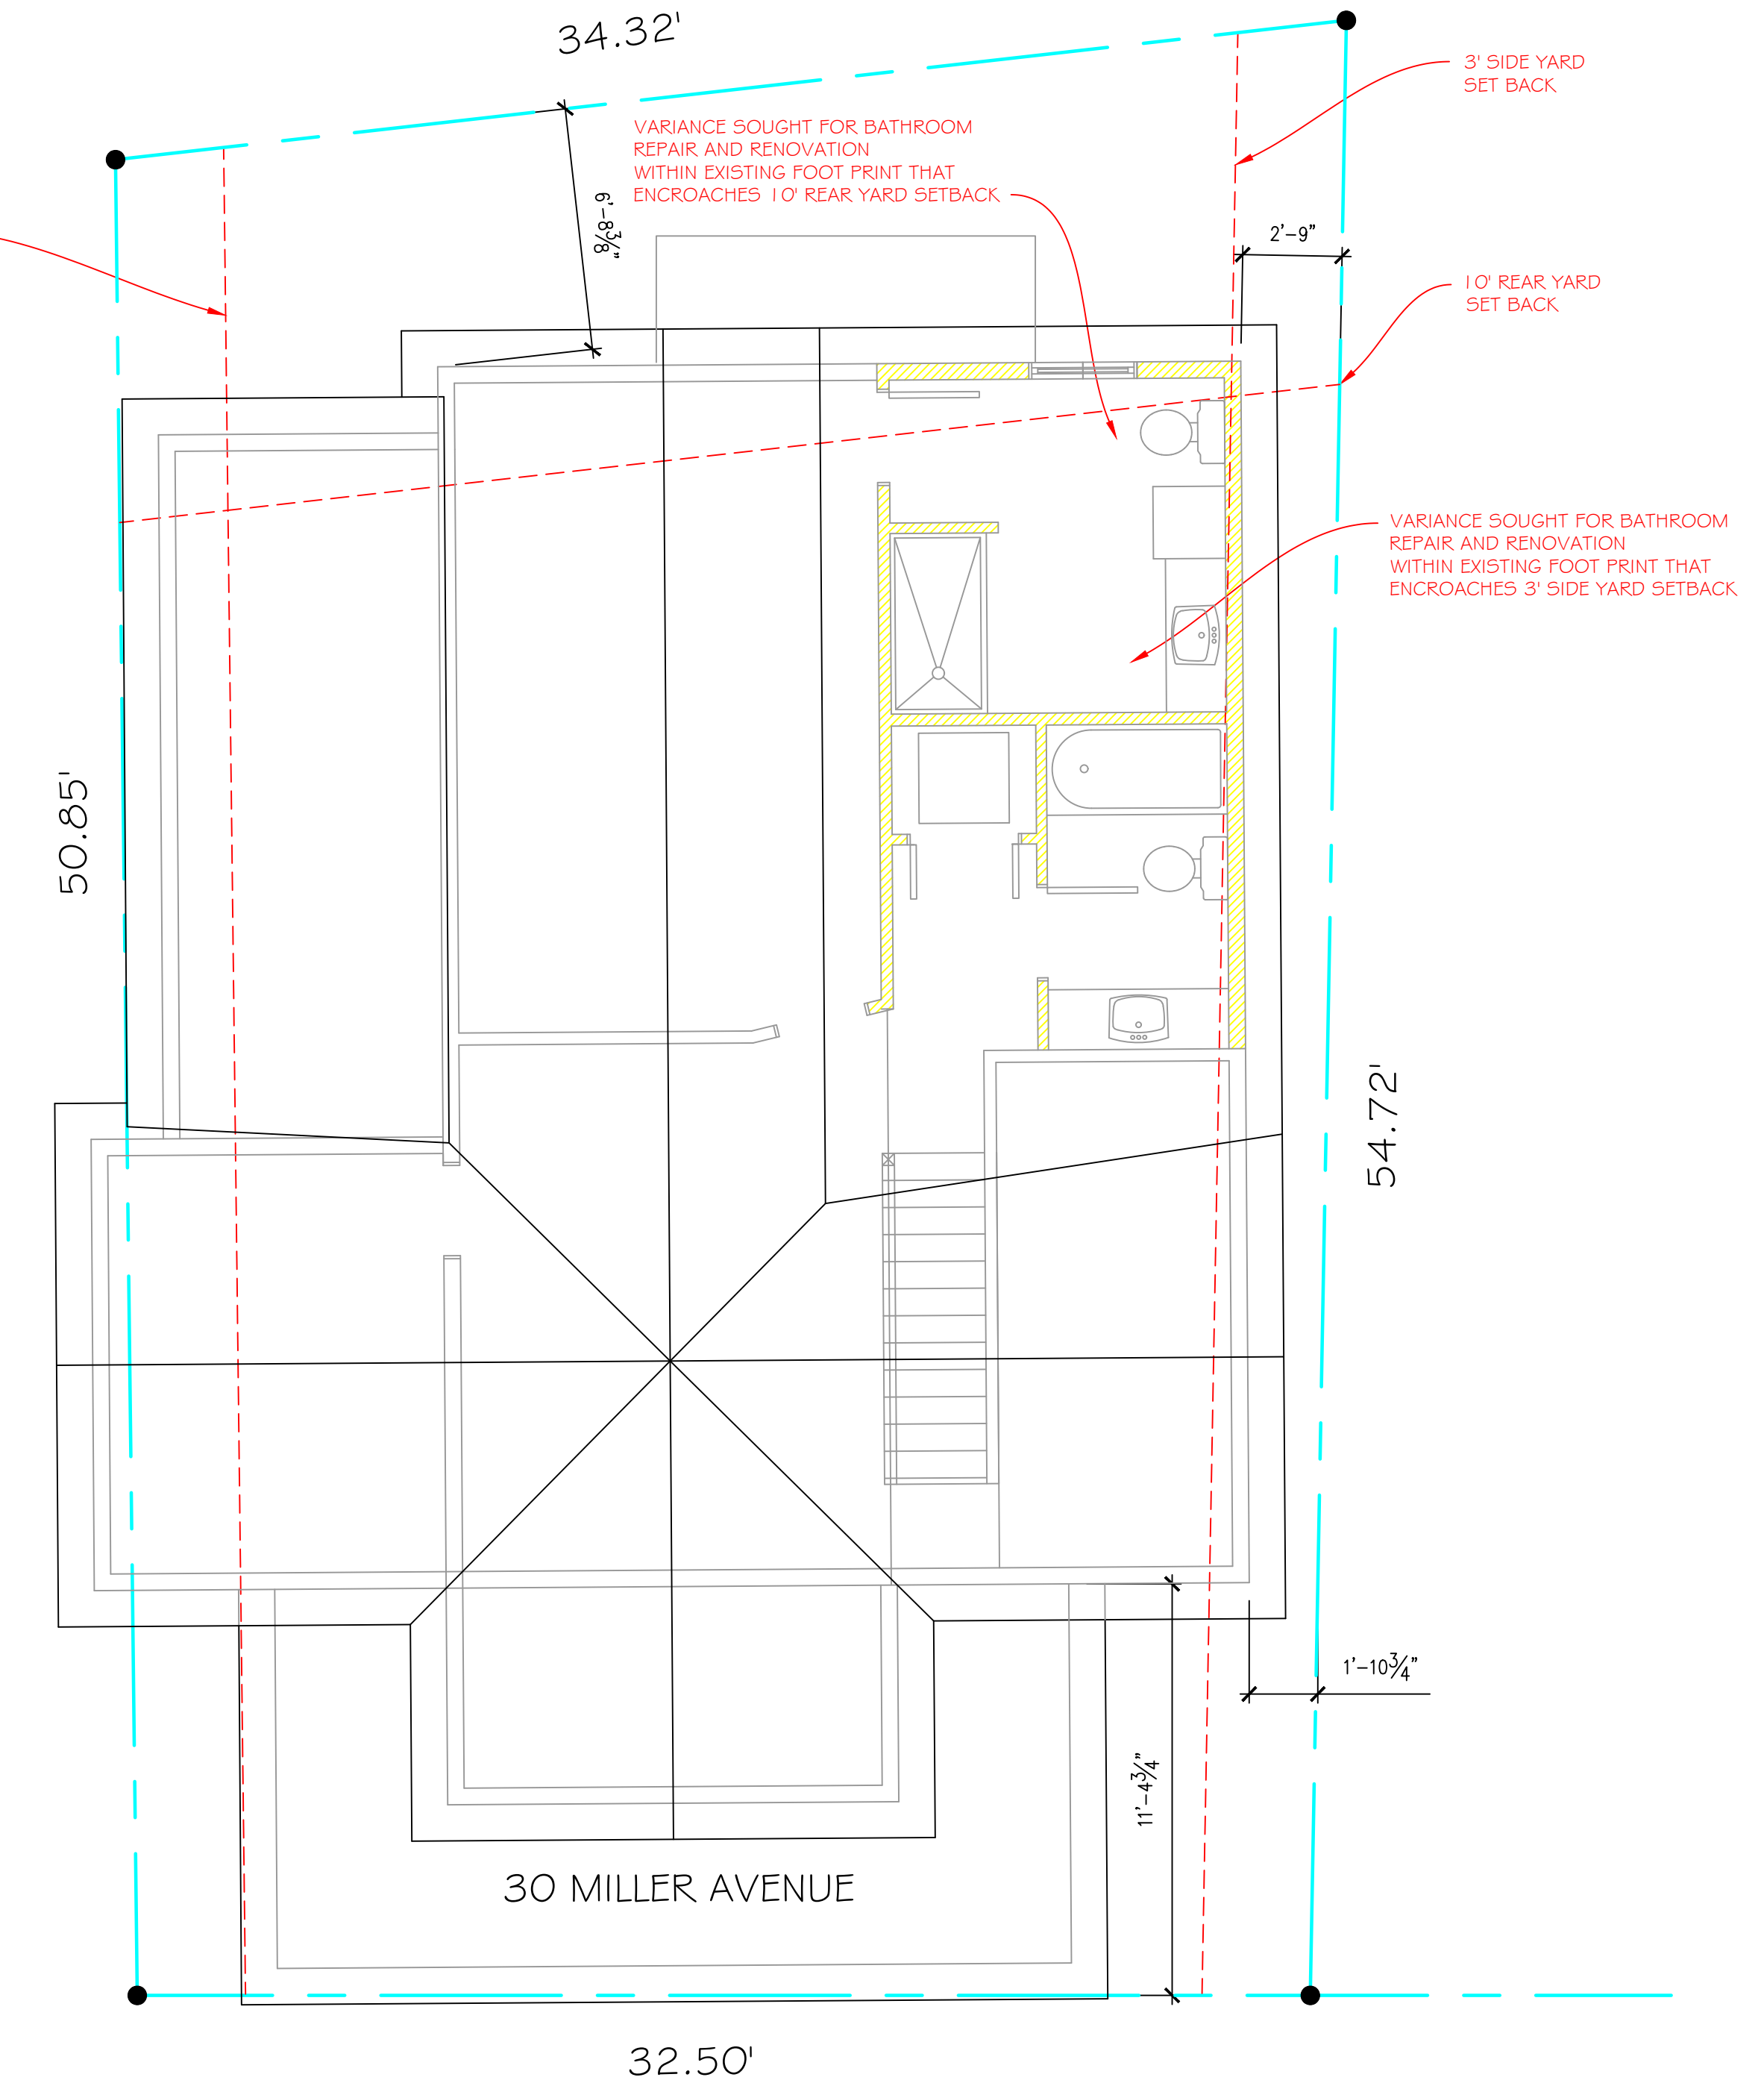 34.32'
3' SIDE YARD
SET BACK
VARIANCE SOUGHT FOR BATHROOM
REPAIR AND RENOVATION
WITHIN EXISTING FOOT PRINT THAT
ENCROACHES 10' REAR YARD SETBACK
6'-8⅜"
2'-9"
10' REAR YARD
SET BACK
VARIANCE SOUGHT FOR BATHROOM
REPAIR AND RENOVATION
WITHIN EXISTING FOOT PRINT THAT
ENCROACHES 3' SIDE YARD SETBACK
50.85'
54.72'
1'-10¾"
11'-4¾"
30 MILLER AVENUE
32.50'